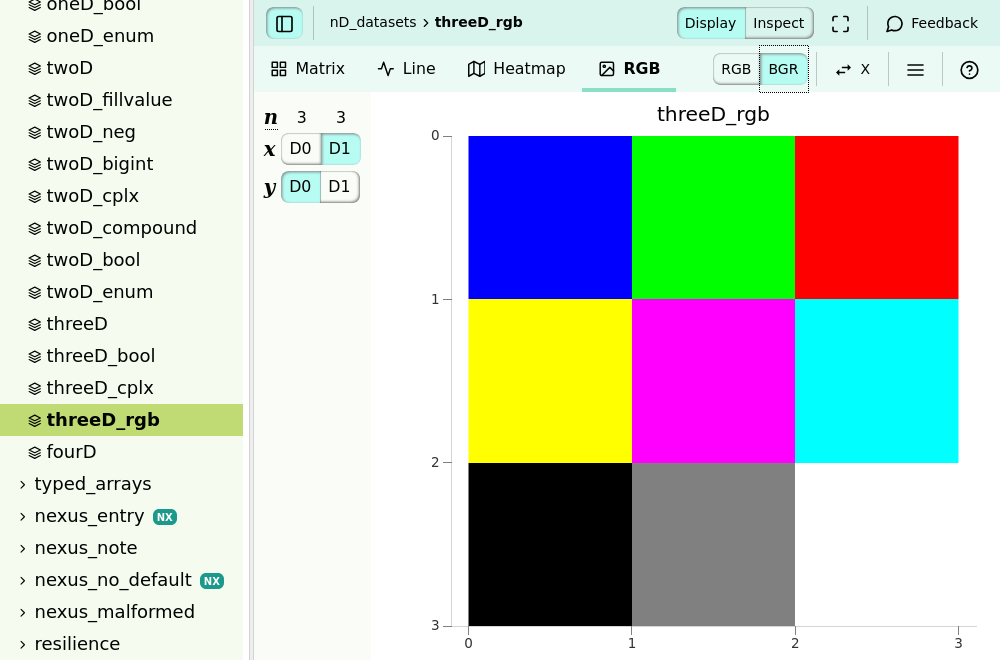 oneD_bool
oneD_enum
twoD
twoD_fillvalue
twoD_neg
twoD_bigint
twoD_cplx
twoD_compound
twoD_bool
twoD_enum
threeD
threeD_bool
threeD_cplx
threeD_rgb
fourD
typed_arrays
nexus_entry NX
nexus_note
nexus_no_default NX
nexus_malformed
resilience
nD_datasets > threeD_rgb
Display Inspect Feedback
Matrix Line Heatmap RGB RGB BGR X
n 3 3
x D0 D1
y D0 D1
threeD_rgb
0
1
2
3
0 1 2 3